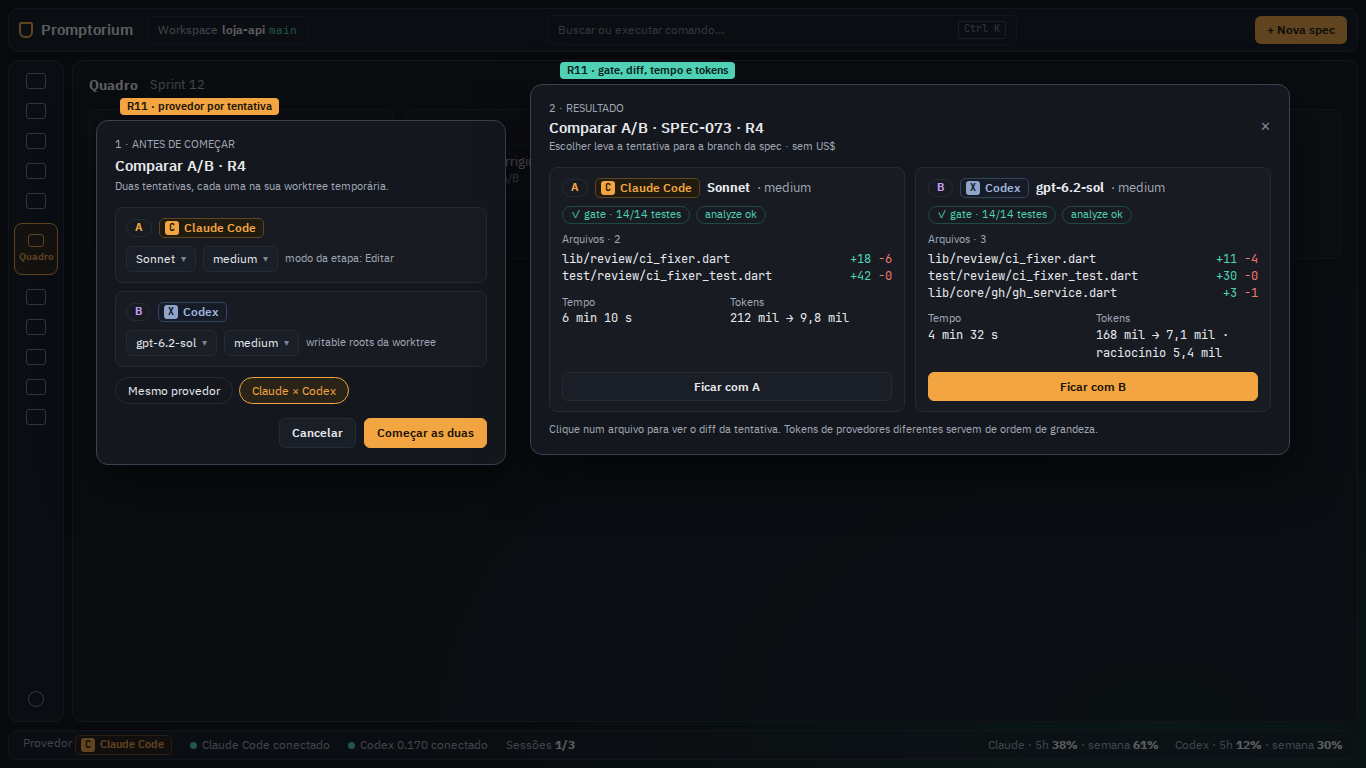 Promptorium
Workspace loja-api main
Buscar ou executar comando...
Ctrl K
+ Nova spec
Quadro Sprint 12
R11 · provedor por tentativa
1 · ANTES DE COMEÇAR
Comparar A/B · R4
Duas tentativas, cada uma na sua worktree temporária.
A C Claude Code
Sonnet ▾ medium ▾ modo da etapa: Editar
B X Codex
gpt-6.2-sol ▾ medium ▾ writable roots da worktree
Mesmo provedor Claude × Codex
Cancelar Começar as duas
R11 · gate, diff, tempo e tokens
2 · RESULTADO
Comparar A/B · SPEC-073 · R4
Escolher leva a tentativa para a branch da spec · sem US$
×
A C Claude Code Sonnet · medium
✓ gate · 14/14 testes analyze ok
Arquivos · 2
lib/review/ci_fixer.dart +18 -6
test/review/ci_fixer_test.dart +42 -0
Tempo Tokens
6 min 10 s 212 mil → 9,8 mil
Ficar com A
B X Codex gpt-6.2-sol · medium
✓ gate · 14/14 testes analyze ok
Arquivos · 3
lib/review/ci_fixer.dart +11 -4
test/review/ci_fixer_test.dart +30 -0
lib/core/gh/gh_service.dart +3 -1
Tempo Tokens
4 min 32 s 168 mil → 7,1 mil ·
raciocínio 5,4 mil
Ficar com B
Clique num arquivo para ver o diff da tentativa. Tokens de provedores diferentes servem de ordem de grandeza.
Quadro
Provedor C Claude Code
Claude Code conectado
Codex 0.170 conectado
Sessões 1/3
Claude · 5h 38% · semana 61%
Codex · 5h 12% · semana 30%